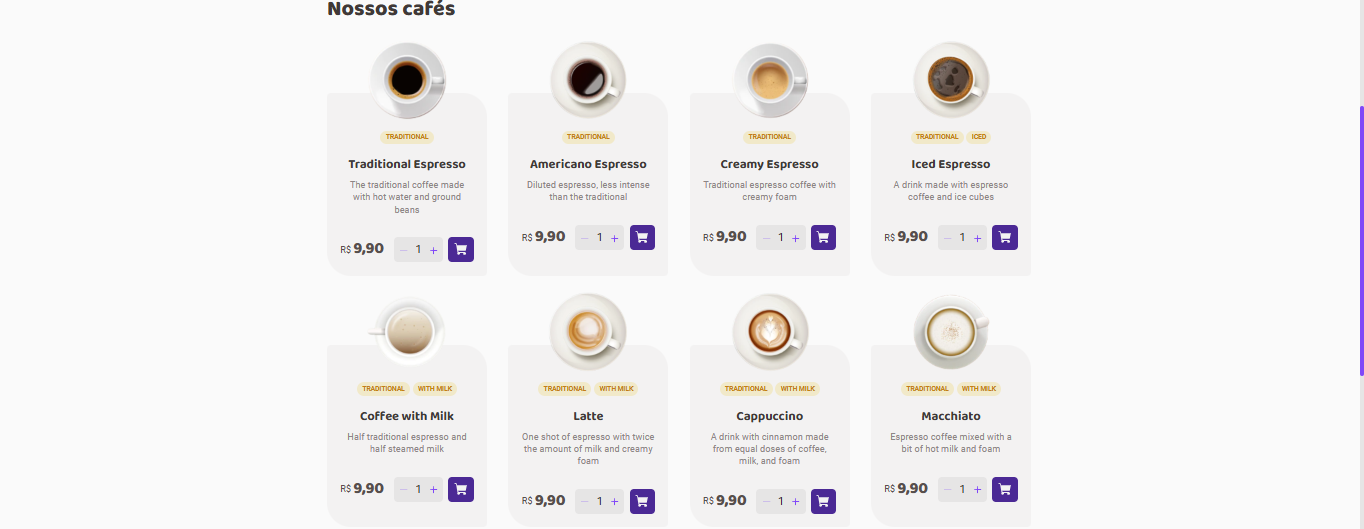 Nossos cafés
TRADITIONAL
Traditional Espresso
The traditional coffee made
with hot water and ground
beans
R$ 9,90 − 1 +
TRADITIONAL
Americano Espresso
Diluted espresso, less intense
than the traditional
R$ 9,90 − 1 +
TRADITIONAL
Creamy Espresso
Traditional espresso coffee with
creamy foam
R$ 9,90 − 1 +
TRADITIONAL ICED
Iced Espresso
A drink made with espresso
coffee and ice cubes
R$ 9,90 − 1 +
TRADITIONAL WITH MILK
Coffee with Milk
Half traditional espresso and
half steamed milk
R$ 9,90 − 1 +
TRADITIONAL WITH MILK
Latte
One shot of espresso with twice
the amount of milk and creamy
foam
R$ 9,90 − 1 +
TRADITIONAL WITH MILK
Cappuccino
A drink with cinnamon made
from equal doses of coffee,
milk, and foam
R$ 9,90 − 1 +
TRADITIONAL WITH MILK
Macchiato
Espresso coffee mixed with a
bit of hot milk and foam
R$ 9,90 − 1 +